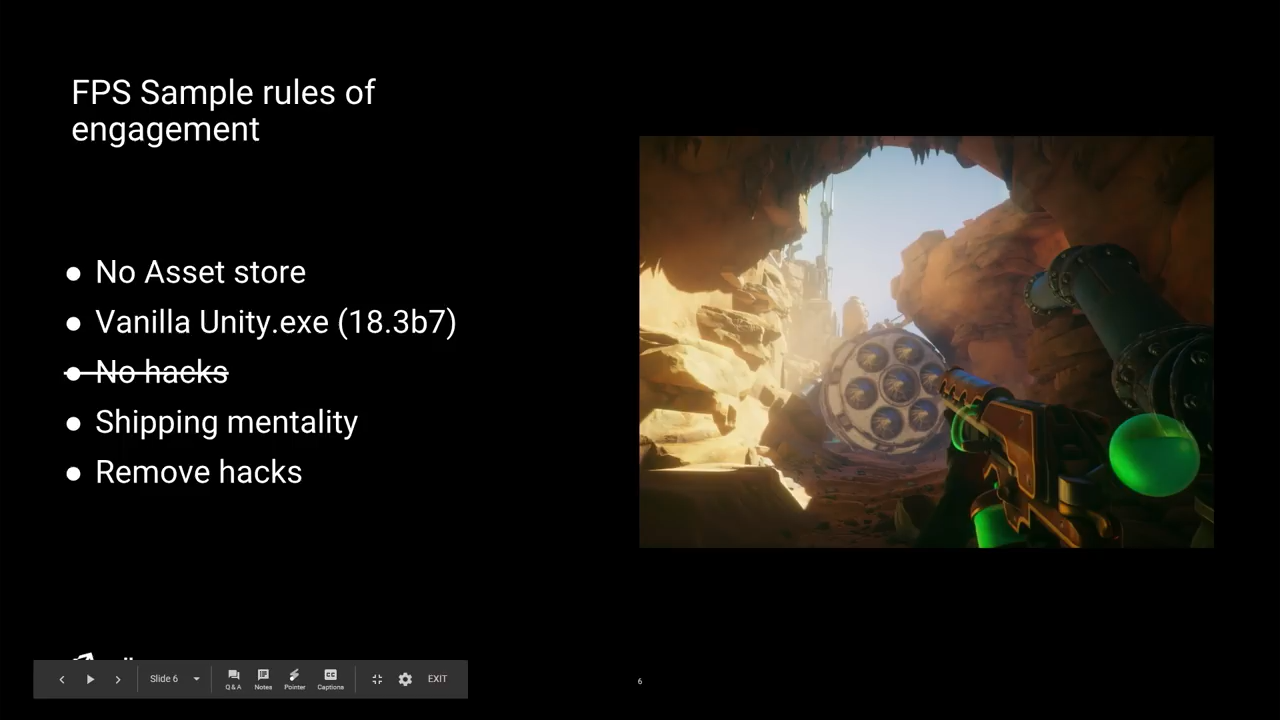 FPS Sample rules of
engagement
● No Asset store
● Vanilla Unity.exe (18.3b7)
● No hacks
● Shipping mentality
● Remove hacks
Slide 6
Q&A
Notes
Pointer
Captions
EXIT
6